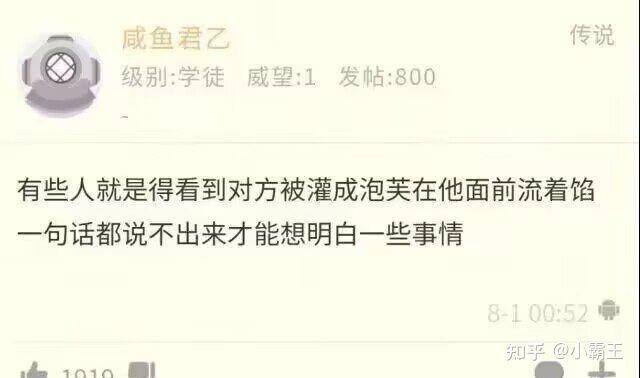 咸鱼君乙
传说
级别:学徒 威望:1 发帖:800
有些人就是得看到对方被灌成泡芙在他面前流着馅
一句话都说不出来才能想明白一些事情
8-1 00:52
1919
知乎 @小霸王